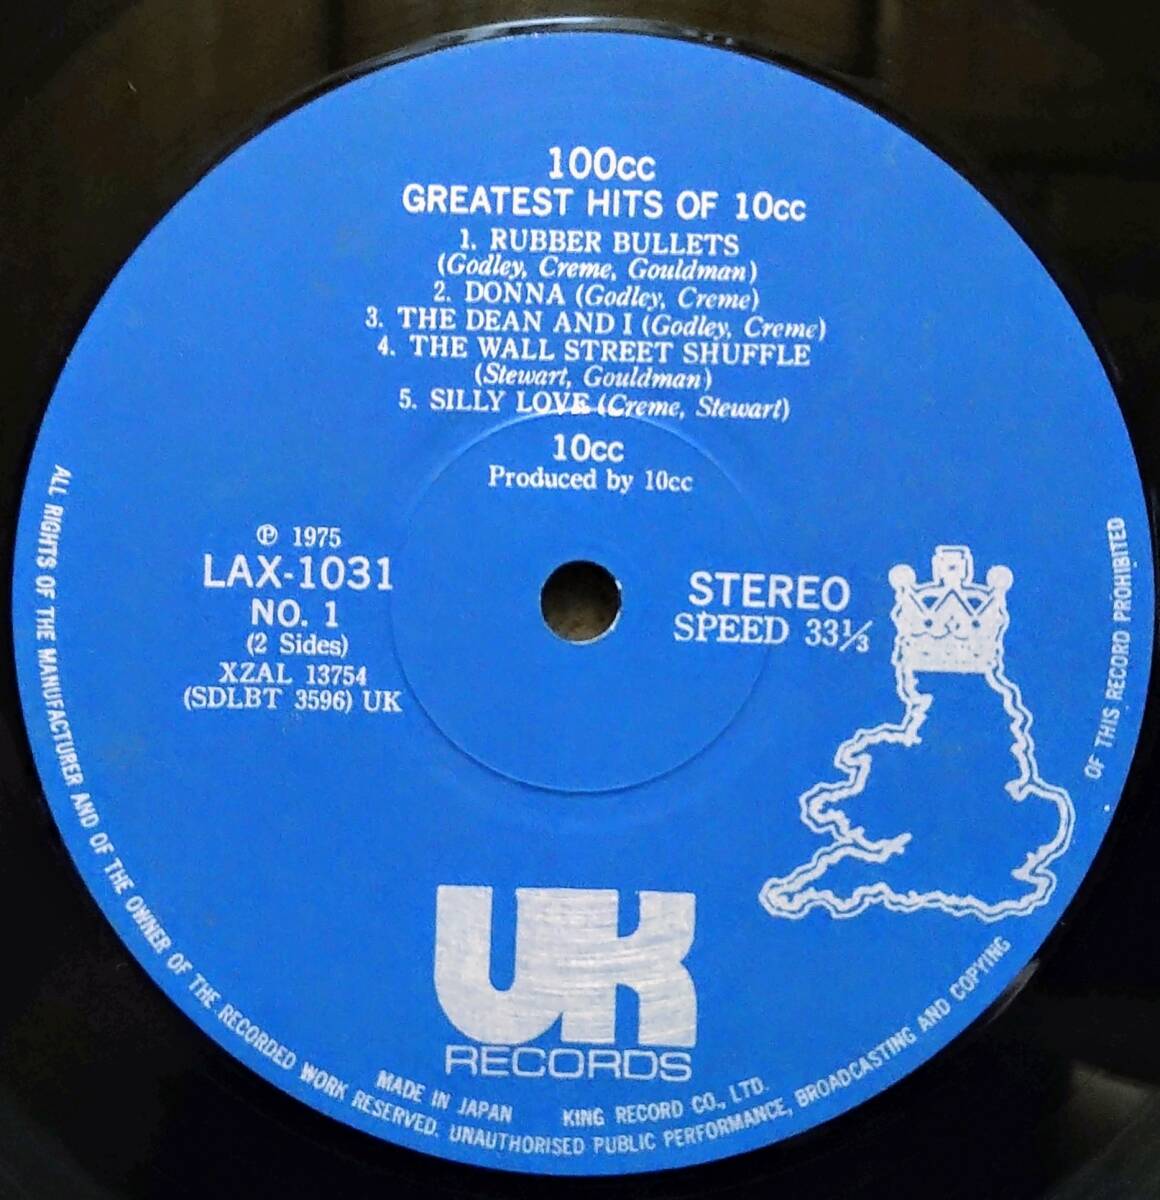 100cc
GREATEST HITS OF 10cc
1. RUBBER BULLETS
(Godley, Creme, Gouldman)
2. DONNA (Godley, Creme)
3. THE DEAN AND I (Godley, Creme)
4. THE WALL STREET SHUFFLE
(Stewart, Gouldman)
5. SILLY LOVE (Creme, Stewart)
10cc
Produced by 10cc
℗ 1975
LAX-1031
NO. 1
(2 Sides)
XZAL 13754
(SDLBT 3596) UK
STEREO
SPEED 33⅓
UK
RECORDS
MADE IN JAPAN KING RECORD CO., LTD.
ALL RIGHTS OF THE MANUFACTURER AND OF THE OWNER OF THE RECORDED WORK RESERVED. UNAUTHORISED PUBLIC PERFORMANCE, BROADCASTING AND COPYING OF THIS RECORD PROHIBITED